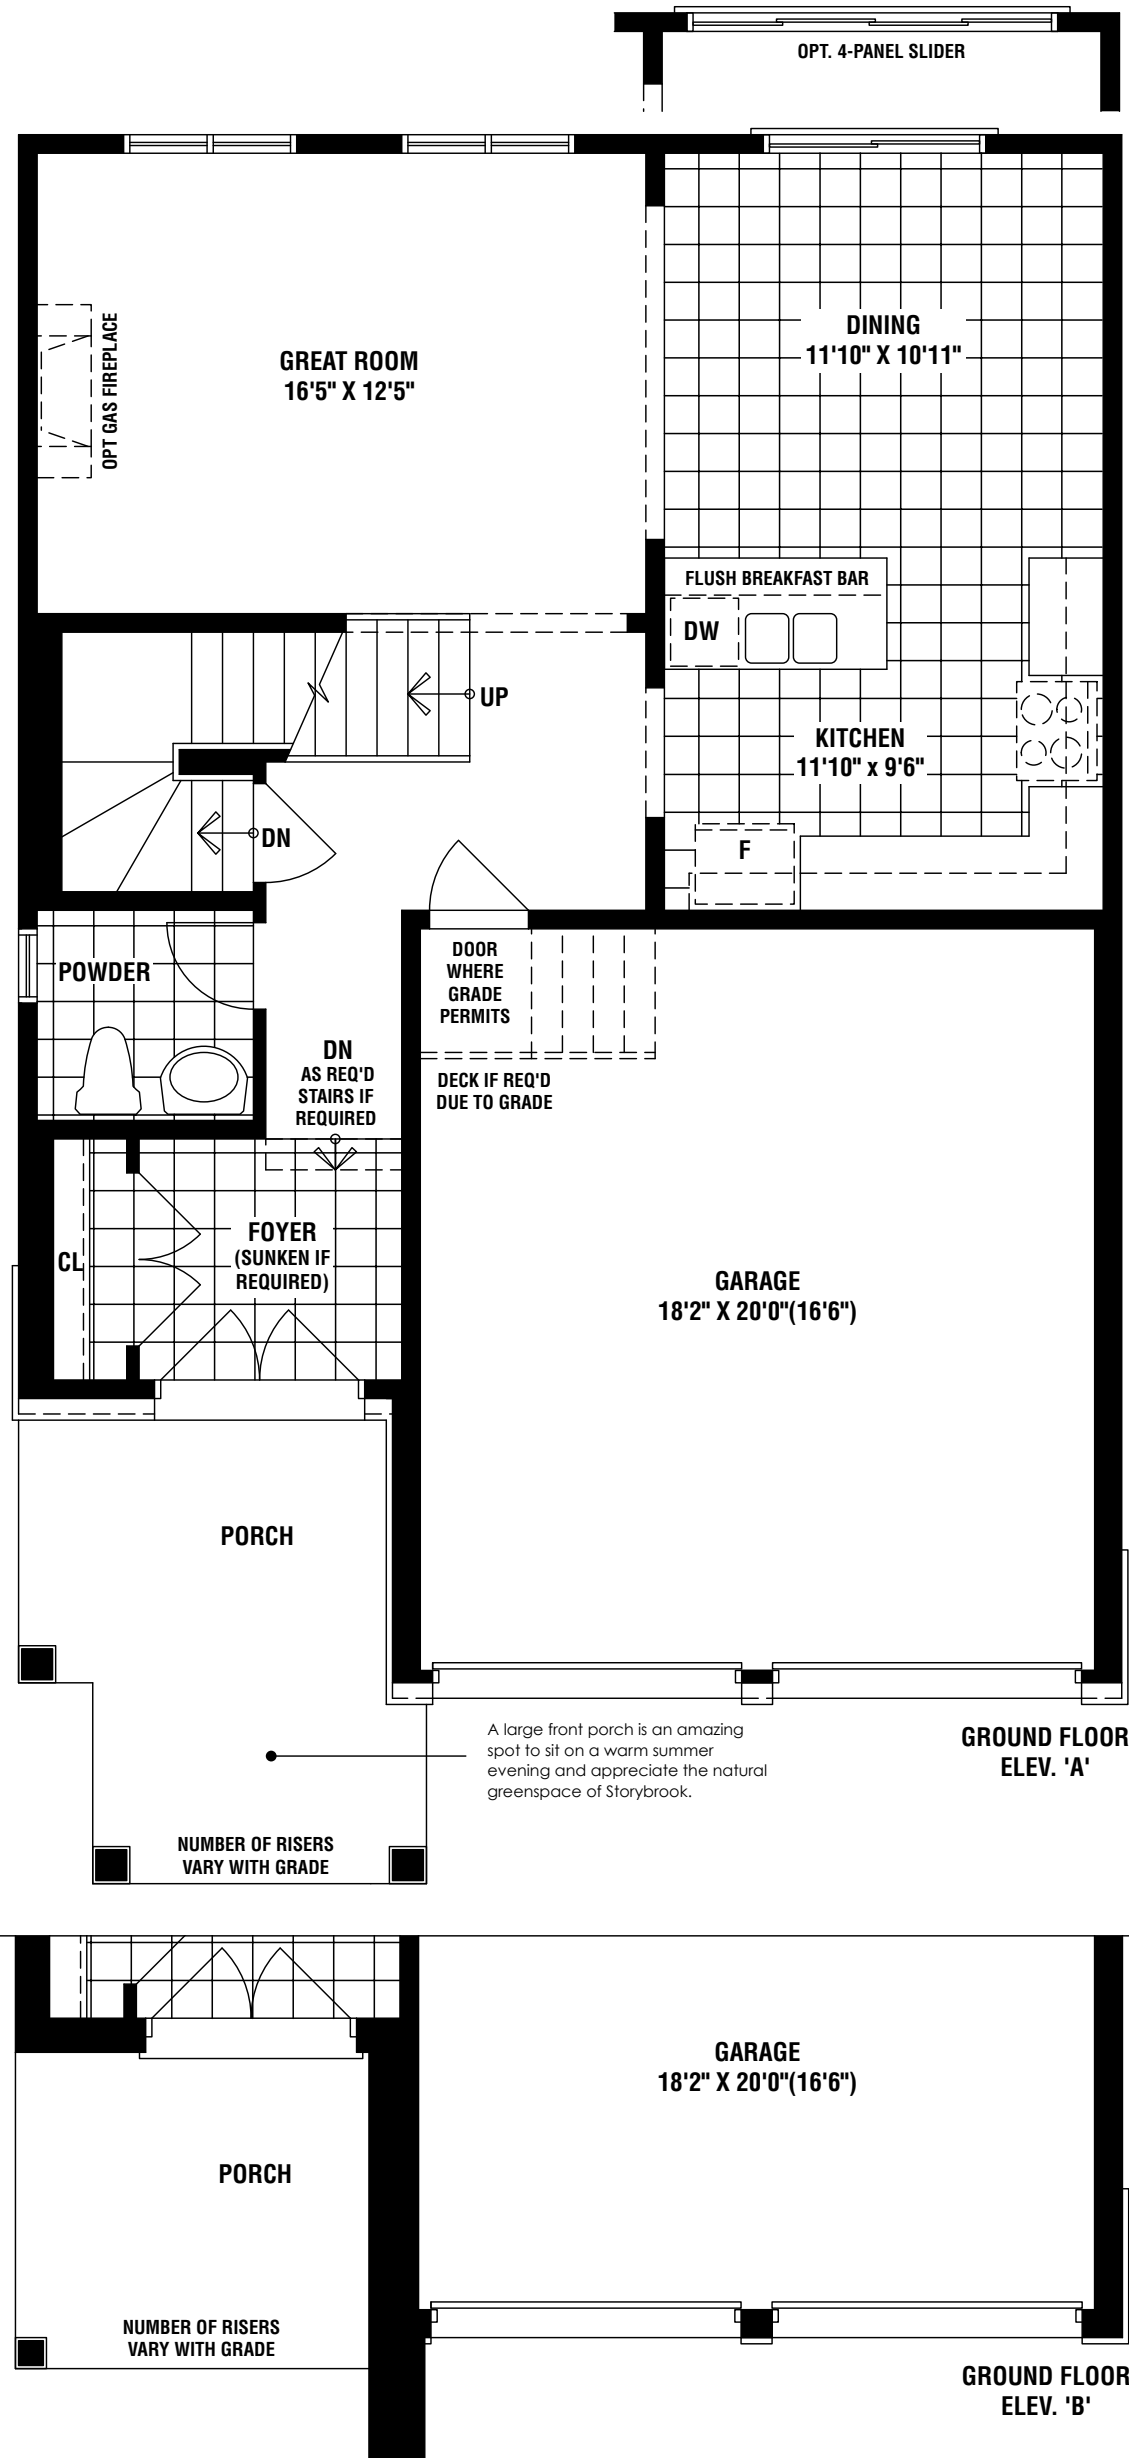 OPT. 4-PANEL SLIDER
DINING
11'10" X 10'11"
GREAT ROOM
16'5" X 12'5"
OPT GAS FIREPLACE
FLUSH BREAKFAST BAR
DW
UP
KITCHEN
11'10" x 9'6"
DN
F
POWDER
DOOR
WHERE
GRADE
PERMITS
DN
AS REQ'D
STAIRS IF
REQUIRED
DECK IF REQ'D
DUE TO GRADE
CL
FOYER
(SUNKEN IF
REQUIRED)
GARAGE
18'2" X 20'0"(16'6")
PORCH
A large front porch is an amazing
spot to sit on a warm summer
evening and appreciate the natural
greenspace of Storybrook.
GROUND FLOOR
ELEV. 'A'
NUMBER OF RISERS
VARY WITH GRADE
GARAGE
18'2" X 20'0"(16'6")
PORCH
NUMBER OF RISERS
VARY WITH GRADE
GROUND FLOOR
ELEV. 'B'